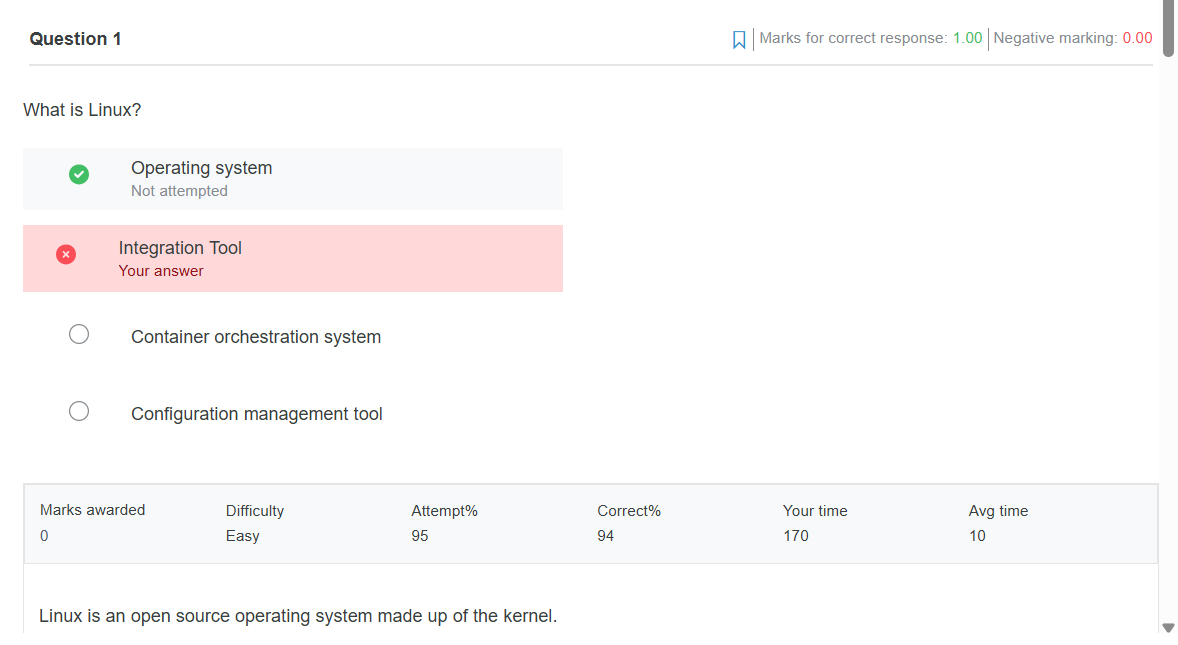 Question 1
Marks for correct response: 1.00 Negative marking: 0.00
What is Linux?
Operating system
Not attempted
Integration Tool
Your answer
Container orchestration system
Configuration management tool
Marks awarded Difficulty Attempt% Correct% Your time Avg time
0 Easy 95 94 170 10
Linux is an open source operating system made up of the kernel.